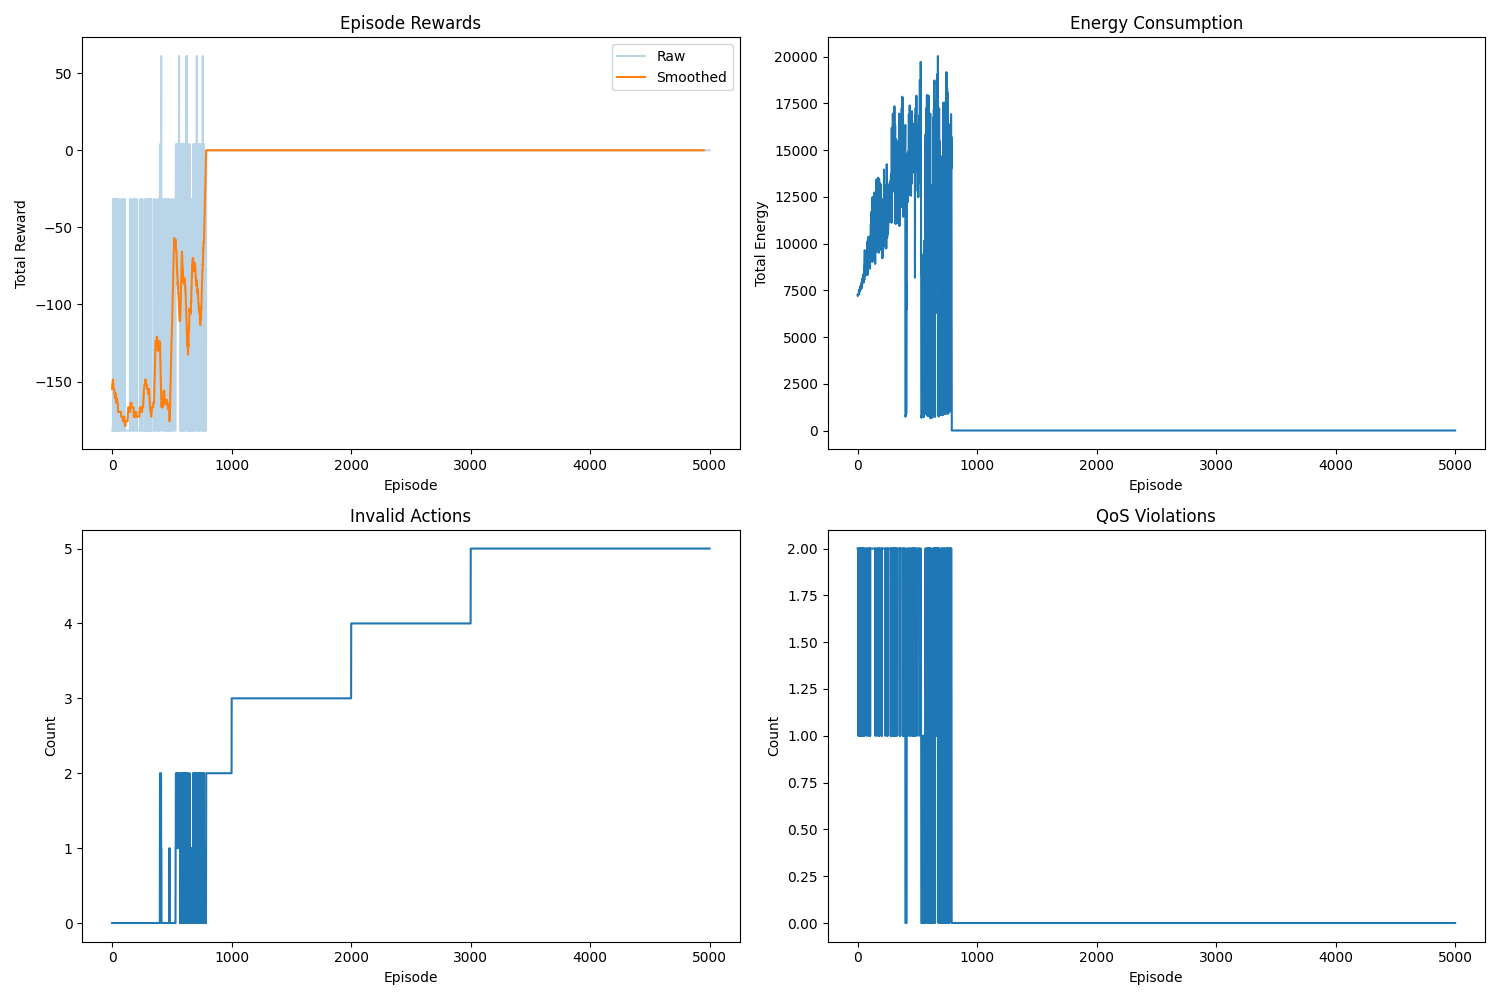 Episode Rewards
Total Reward
50
0
−50
−100
−150
Raw
Smoothed
0 1000 2000 3000 4000 5000
Episode
Energy Consumption
Total Energy
20000
17500
15000
12500
10000
7500
5000
2500
0
0 1000 2000 3000 4000 5000
Episode
Invalid Actions
Count
5
4
3
2
1
0
0 1000 2000 3000 4000 5000
Episode
QoS Violations
Count
2.00
1.75
1.50
1.25
1.00
0.75
0.50
0.25
0.00
0 1000 2000 3000 4000 5000
Episode